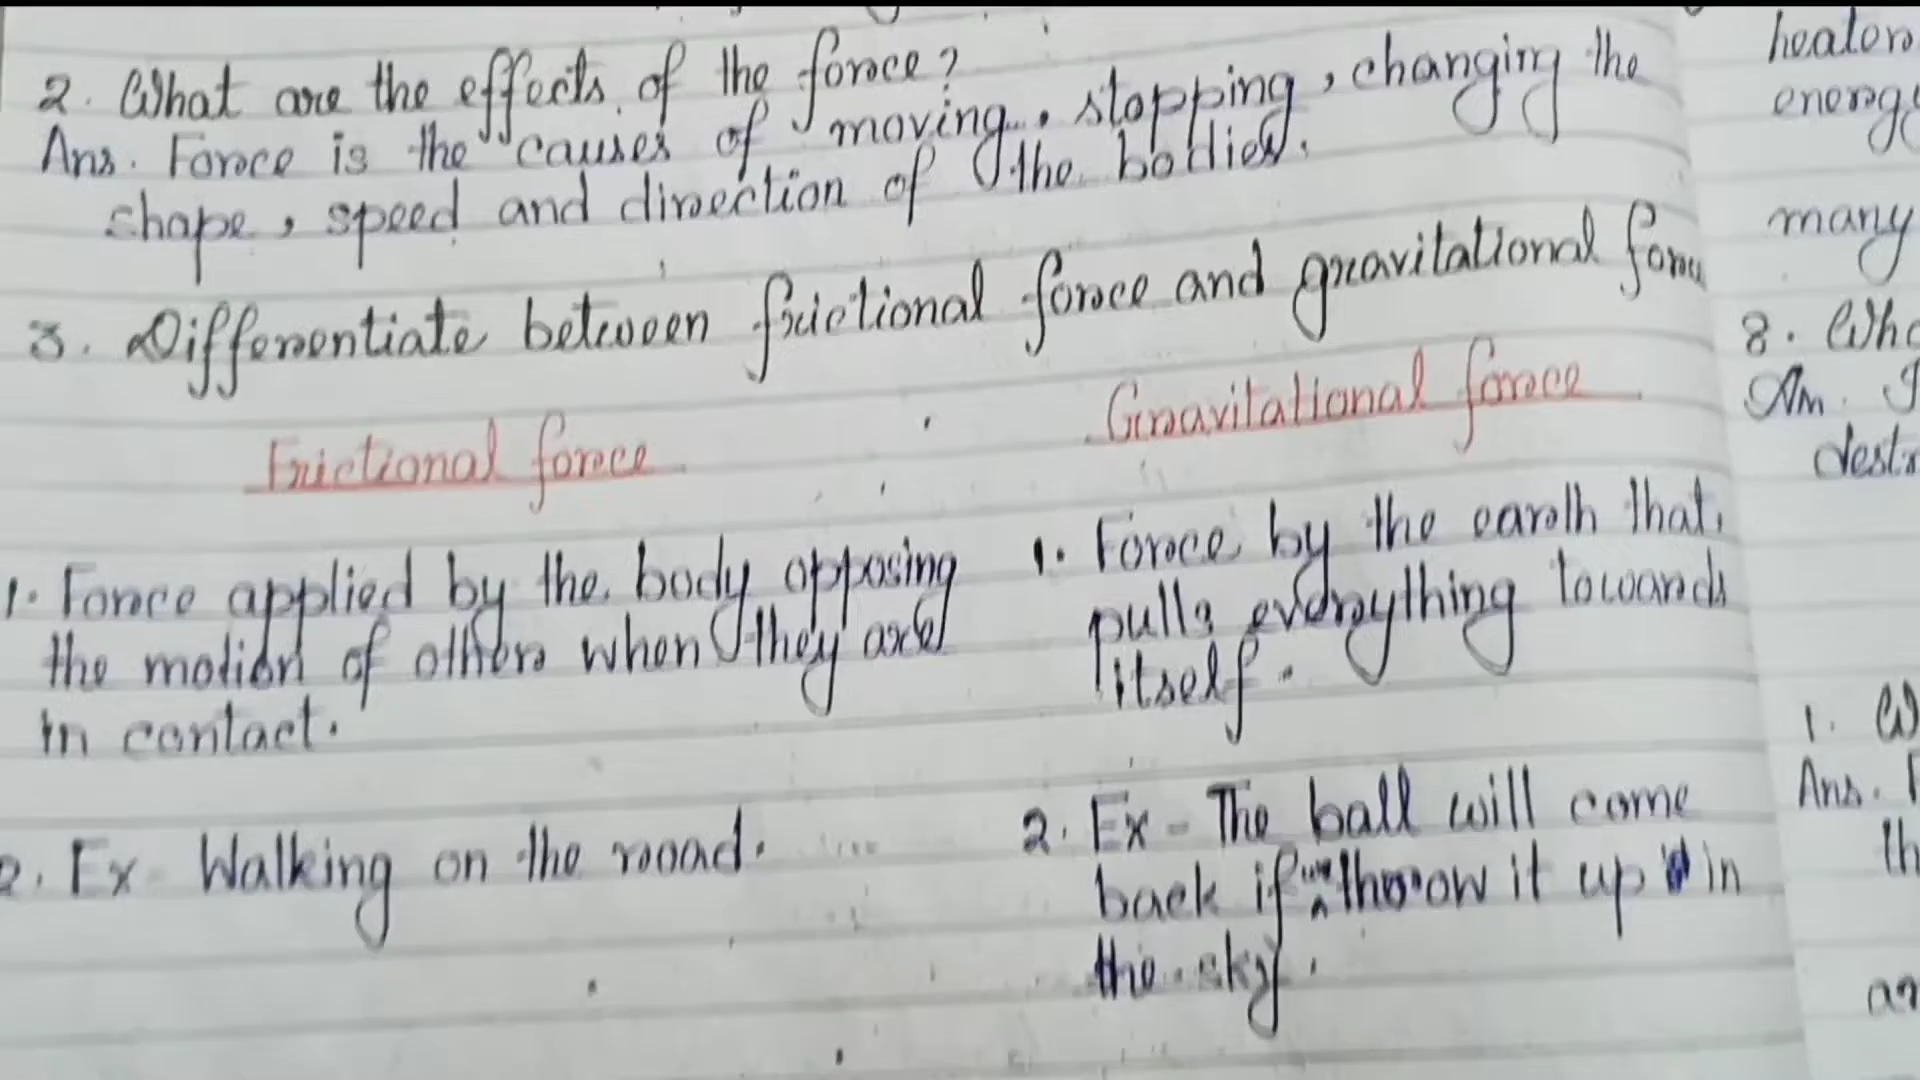 2. What are the effects of the force?
Ans. Force is the causes of moving, stopping, changing the
shape, speed and direction of the bodies.
3. Differentiate between frictional force and gravitational force
Frictional force
Gravitational force
1. Force applied by the body opposing
the motion of others when they are
in contact.
2. Ex- Walking on the road.
1. Force by the earth that
pulls everything towards
itself.
2. Ex- The ball will come
back if we throw it up in
the sky.
energy
many
8.
1.
Ans.